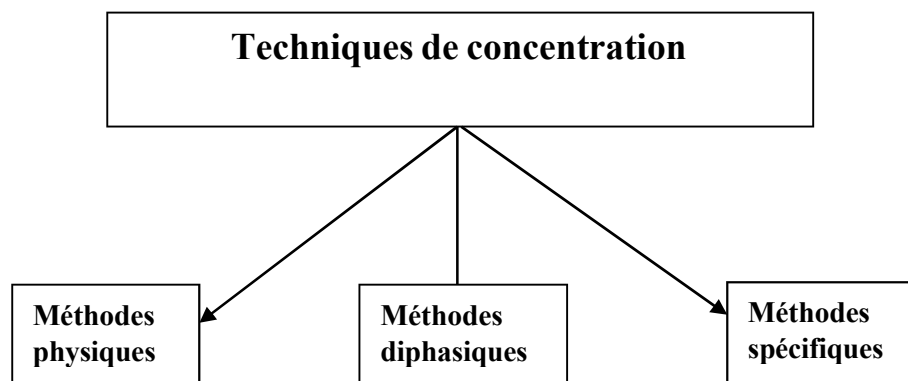 Techniques de concentration
Méthodes
physiques
Méthodes
diphasiques
Méthodes
spécifiques